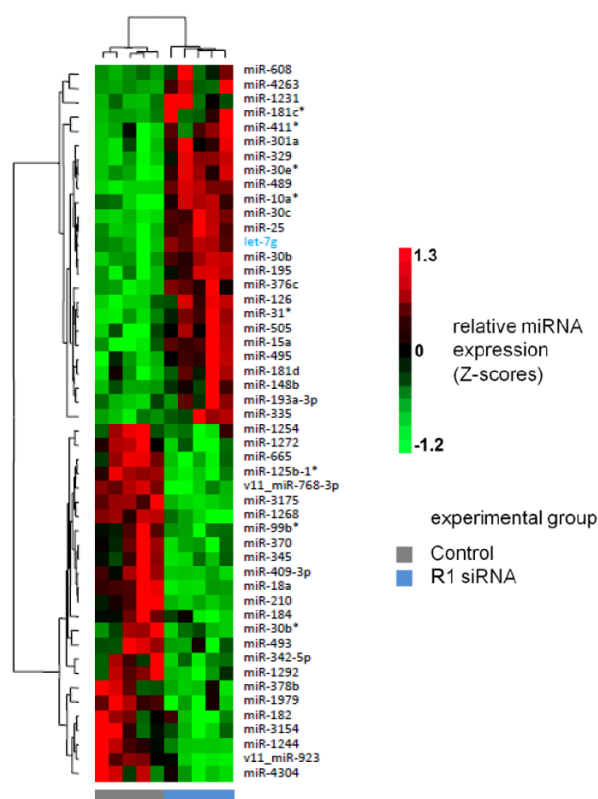 miR-608
miR-4263
miR-1231
miR-181c*
miR-411*
miR-301a
miR-329
miR-30e*
miR-489
miR-10a*
miR-30c
miR-25
let-7g
miR-30b
miR-195
miR-376c
miR-126
miR-31*
miR-505
miR-15a
miR-495
miR-181d
miR-148b
miR-193a-3p
miR-335
miR-1254
miR-1272
miR-665
miR-125b-1*
v11_miR-768-3p
miR-3175
miR-1268
miR-99b*
miR-370
miR-345
miR-409-3p
miR-18a
miR-210
miR-184
miR-30b*
miR-493
miR-342-5p
miR-1292
miR-378b
miR-1979
miR-182
miR-3154
miR-1244
v11_miR-923
miR-4304
1.3
0
-1.2
relative miRNA
expression
(Z-scores)
experimental group
Control
R1 siRNA